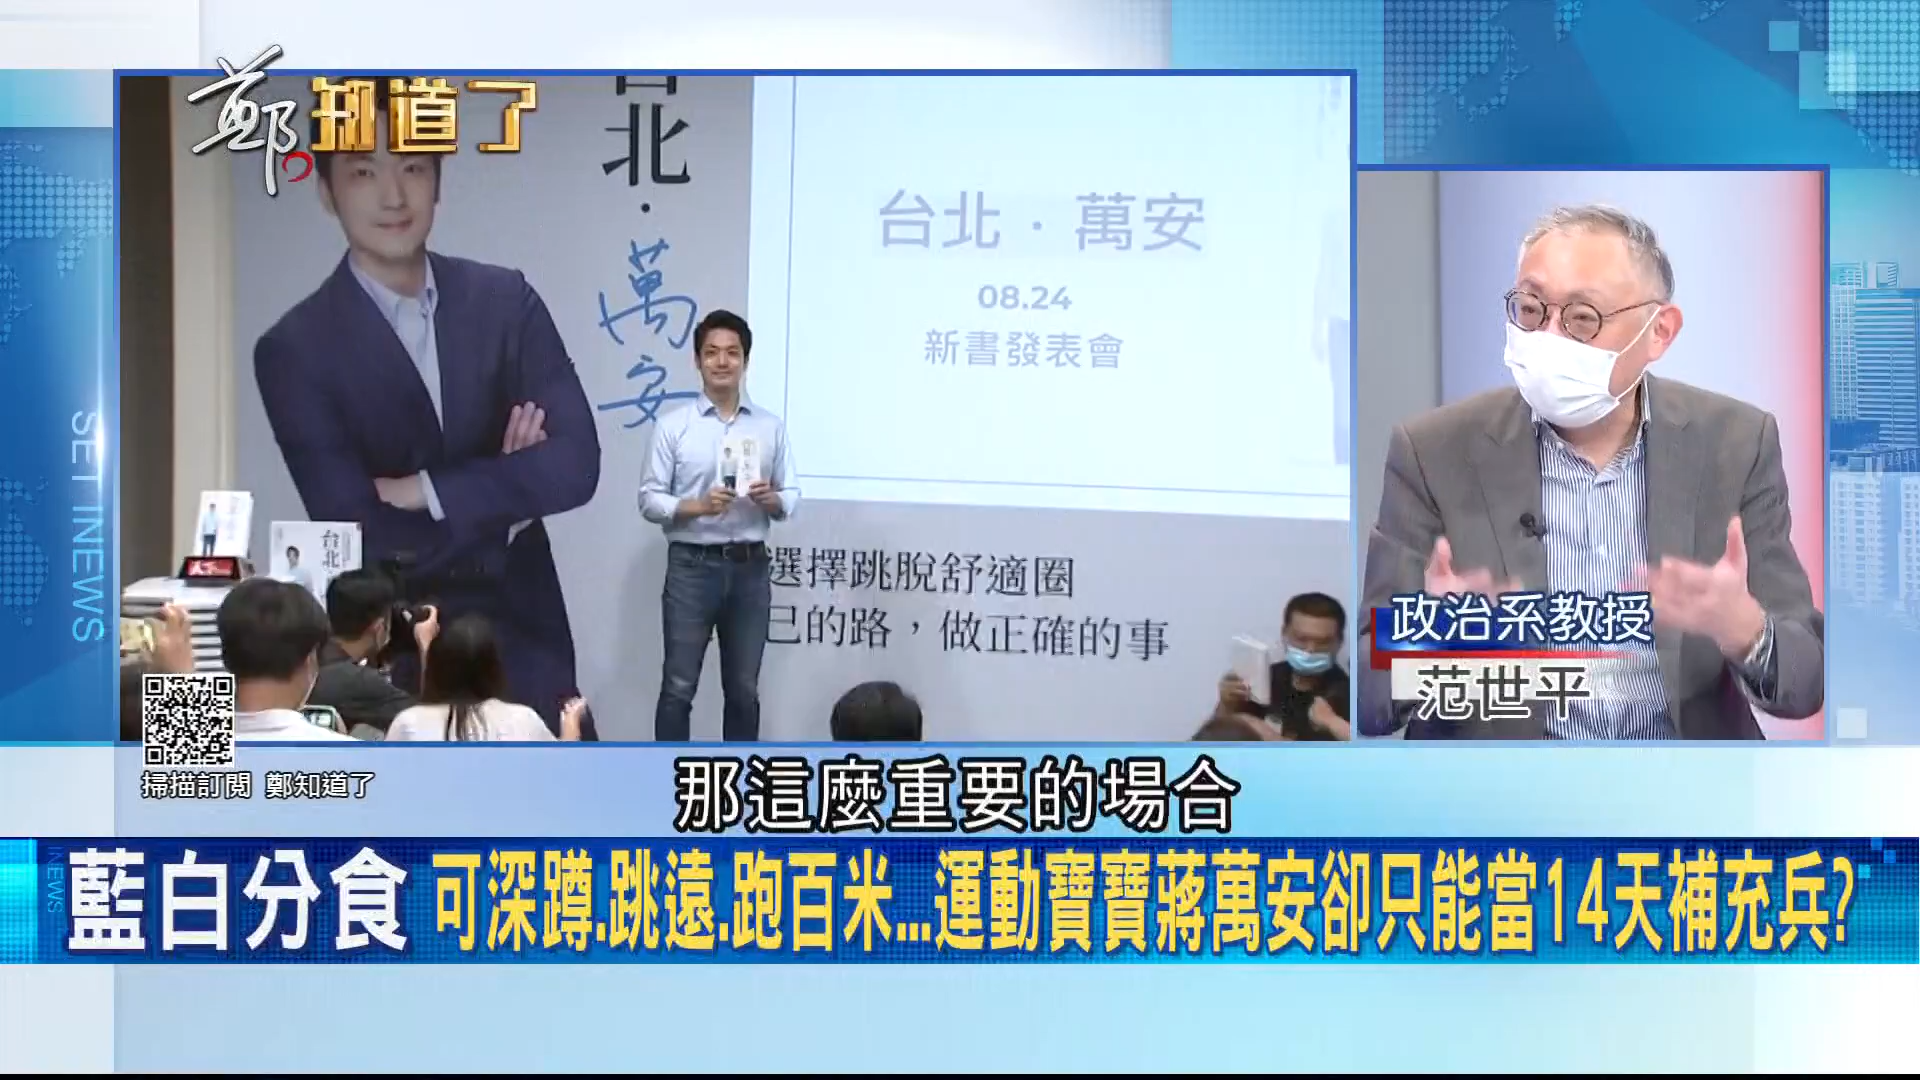 鄭知道了
台北·萬安
台北·萬安
08.24
新書發表會
選擇跳脫舒適圈
己的路，做正確的事
台北
SET iNEWS
政治系教授
范世平
掃描訂閱 鄭知道了
那這麼重要的場合
iNEWS
藍白分食 可深蹲.跳遠.跑百米...運動寶寶蔣萬安卻只能當14天補充兵?